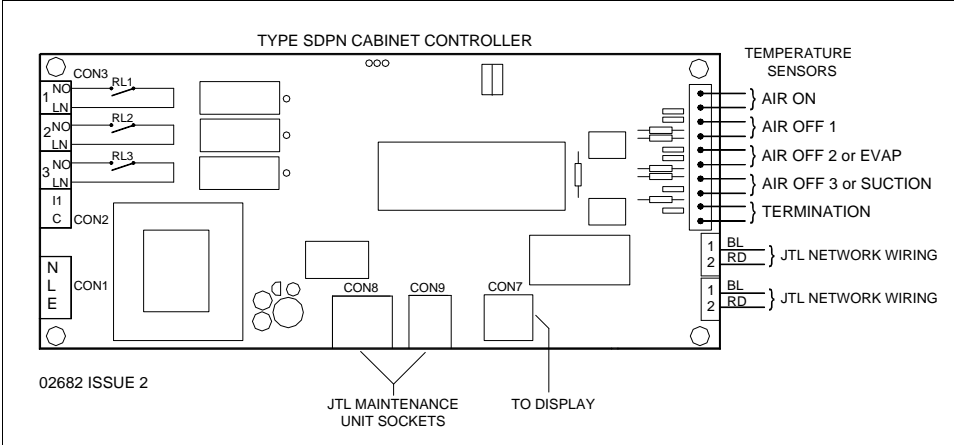 TYPE SDPN CABINET CONTROLLER
TEMPERATURE
SENSORS
CON3
1
NO
LN
RL1
2
NO
LN
RL2
3
NO
LN
RL3
I1
C
CON2
N
L
E
CON1
AIR ON
AIR OFF 1
AIR OFF 2 or EVAP
AIR OFF 3 or SUCTION
TERMINATION
1 BL
2 RD
JTL NETWORK WIRING
1 BL
2 RD
JTL NETWORK WIRING
CON8
CON9
CON7
02682 ISSUE 2
JTL MAINTENANCE
UNIT SOCKETS
TO DISPLAY